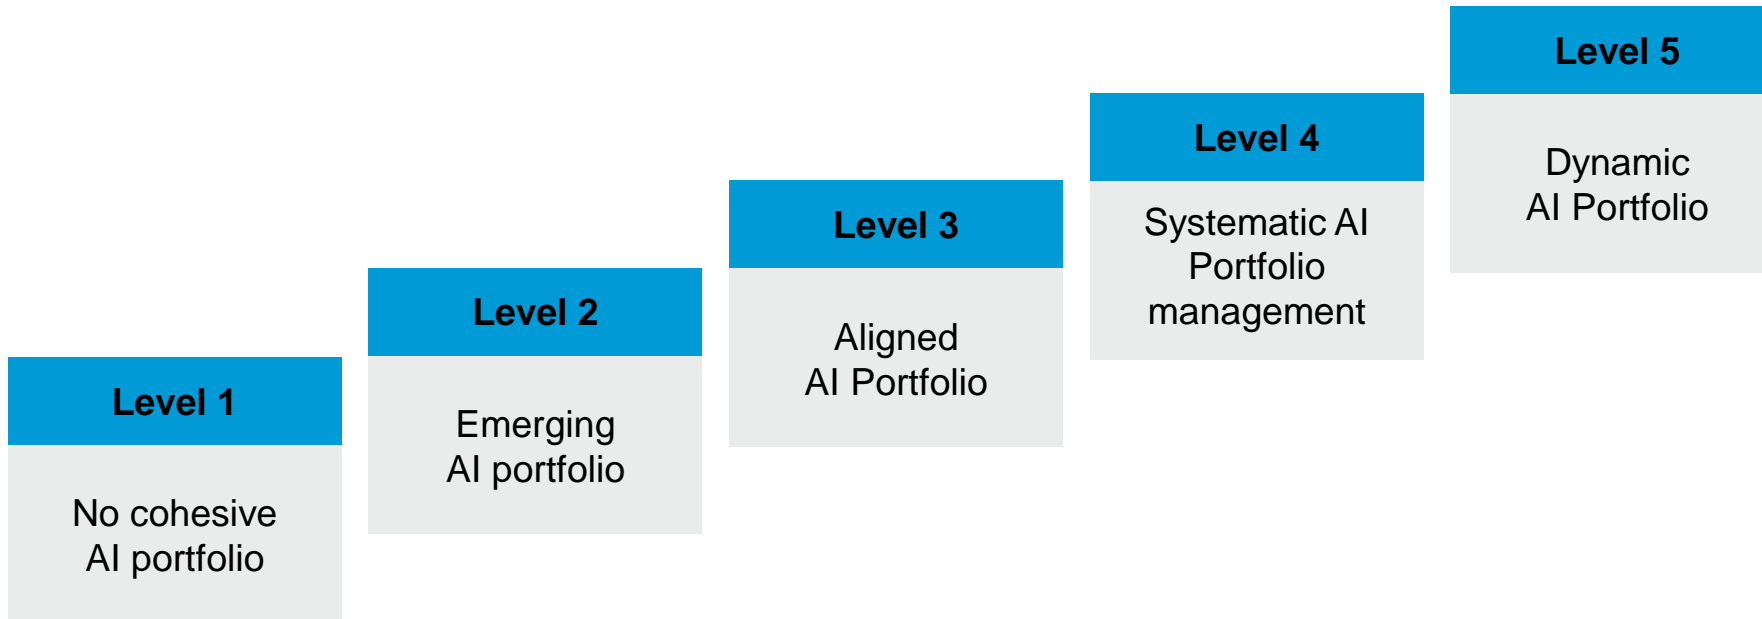 Level 1
No cohesive
AI portfolio
Level 2
Emerging
AI portfolio
Level 3
Aligned
AI Portfolio
Level 4
Systematic AI
Portfolio
management
Level 5
Dynamic
AI Portfolio